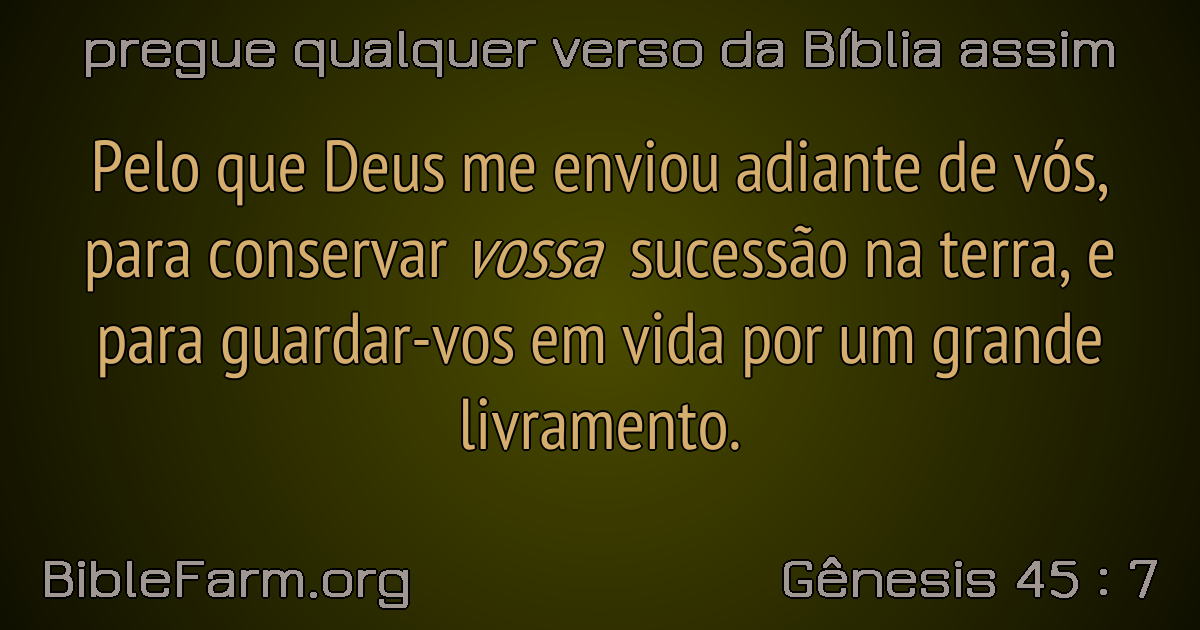 pregue qualquer verso da Bíblia assim
Pelo que Deus me enviou adiante de vós,
para conservar vossa sucessão na terra, e
para guardar-vos em vida por um grande
livramento.
BibleFarm.org
Gênesis 45 : 7